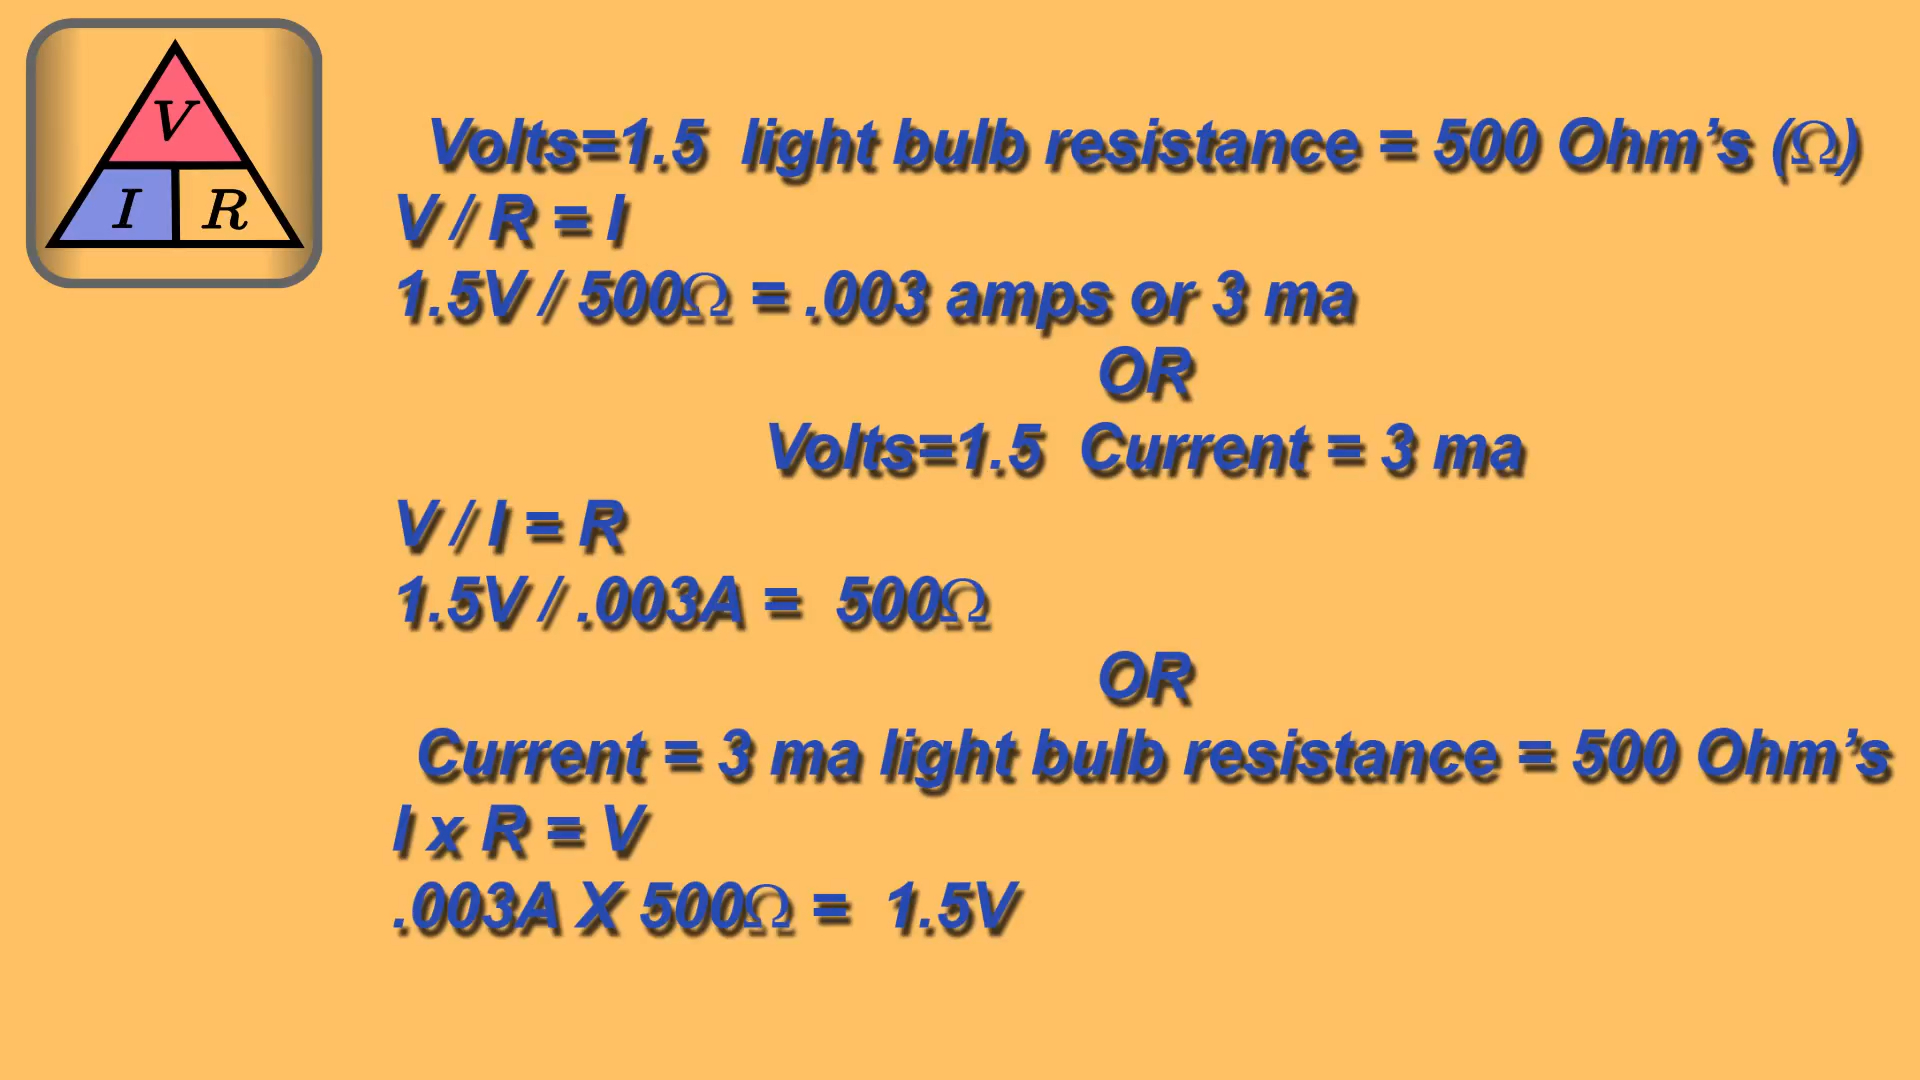 V
I R
Volts=1.5 light bulb resistance = 500 Ohm’s (Ω)
V / R = I
1.5V / 500Ω = .003 amps or 3 ma
OR
Volts=1.5 Current = 3 ma
V / I = R
1.5V / .003A = 500Ω
OR
Current = 3 ma light bulb resistance = 500 Ohm’s
I x R = V
.003A X 500Ω = 1.5V